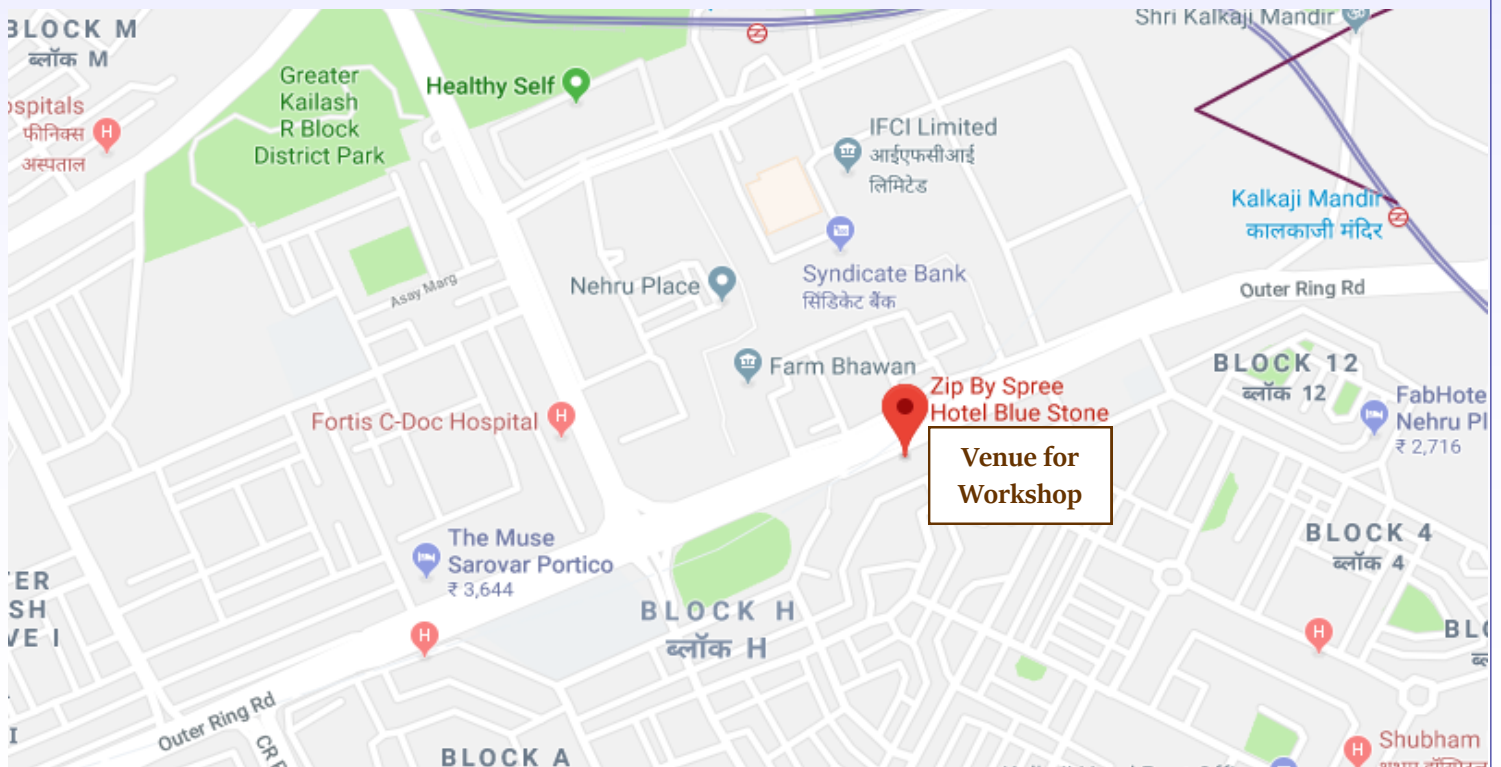 Shri Kalkaji Mandir
BLOCK M
ब्लॉक M
Greater
Kailash
R Block
District Park
Healthy Self
फीनिक्स
अस्पताल
IFCI Limited
आईएफसीआई
लिमिटेड
Kalkaji Mandir
कालकाजी मंदिर
Nehru Place
Syndicate Bank
सिंडिकेट बैंक
Asay Marg
Outer Ring Rd
Farm Bhawan
BLOCK 12
ब्लॉक 12
Zip By Spree
Hotel Blue Stone
Venue for
Workshop
FabHote
Nehru Pl
₹ 2,716
Fortis C-Doc Hospital
The Muse
Sarovar Portico
₹ 3,644
BLOCK 4
ब्लॉक 4
BLOCK H
ब्लॉक H
Outer Ring Rd
BLOCK A
Shubham